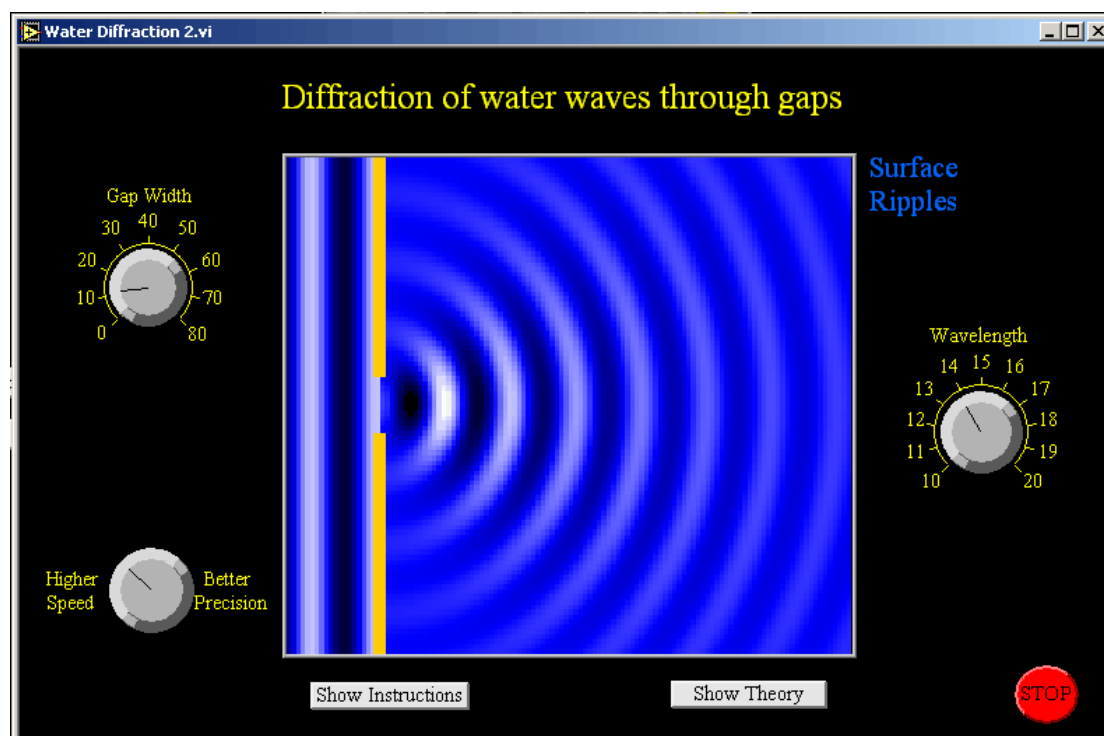 Water Diffraction 2.vi
Diffraction of water waves through gaps
Surface
Ripples
Gap Width
0
10
20
30
40
50
60
70
80
Wavelength
10
11
12
13
14
15
16
17
18
19
20
Higher
Speed
Better
Precision
Show Instructions
Show Theory
STOP